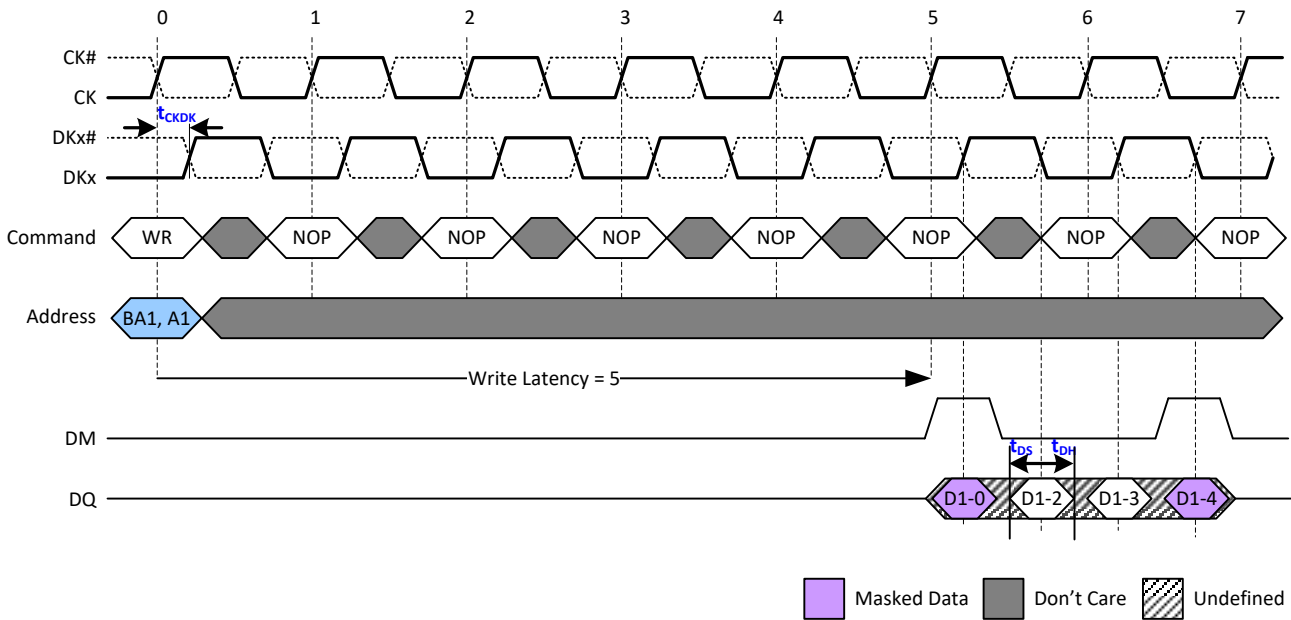 0 1 2 3 4 5 6 7
CK#
CK
tCKDK
DKx#
DKx
Command WR NOP NOP NOP NOP NOP NOP NOP
Address BA1, A1
Write Latency = 5
DM
tDS tDH
DQ D1-0 D1-2 D1-3 D1-4
Masked Data Don't Care Undefined